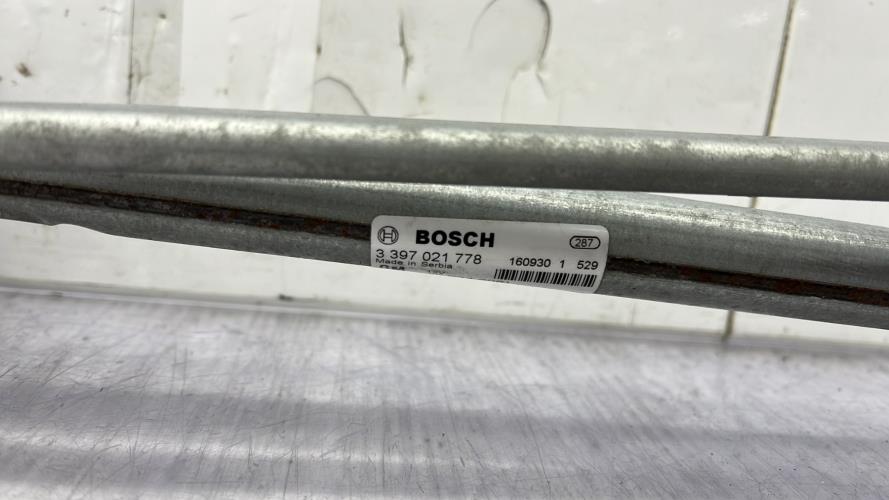 BOSCH 287
3 397 021 778 160930 1 529
Made in Serbia